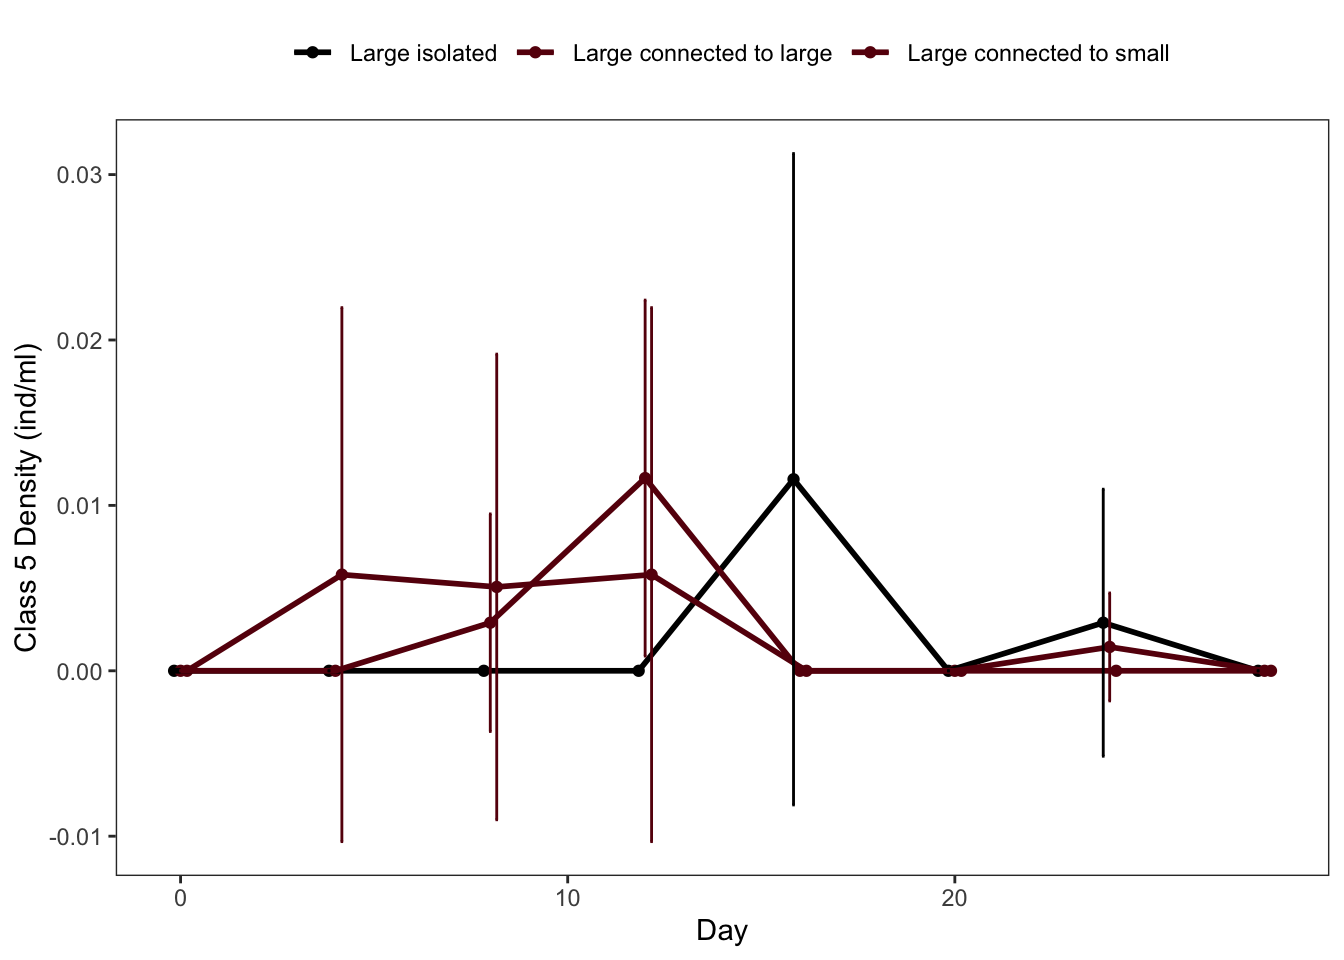 Large isolated Large connected to large Large connected to small
0.03
0.02
0.01
0.00
-0.01
Class 5 Density (ind/ml)
0 10 20
Day